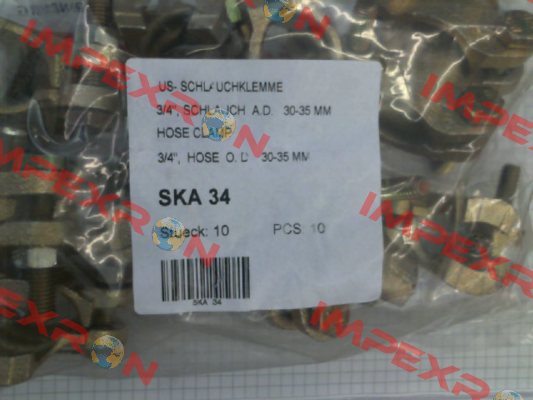 US- SCHLAUCHKLEMME
3/4", SCHLAUCH A.D. 30-35 MM
HOSE CLAMP
3/4", HOSE O.D 30-35 MM
SKA 34
Stueck: 10 PCS: 10
SKA 34
IMPEXRON
IMPEXRON
IMPEXRON
IMPEXRON